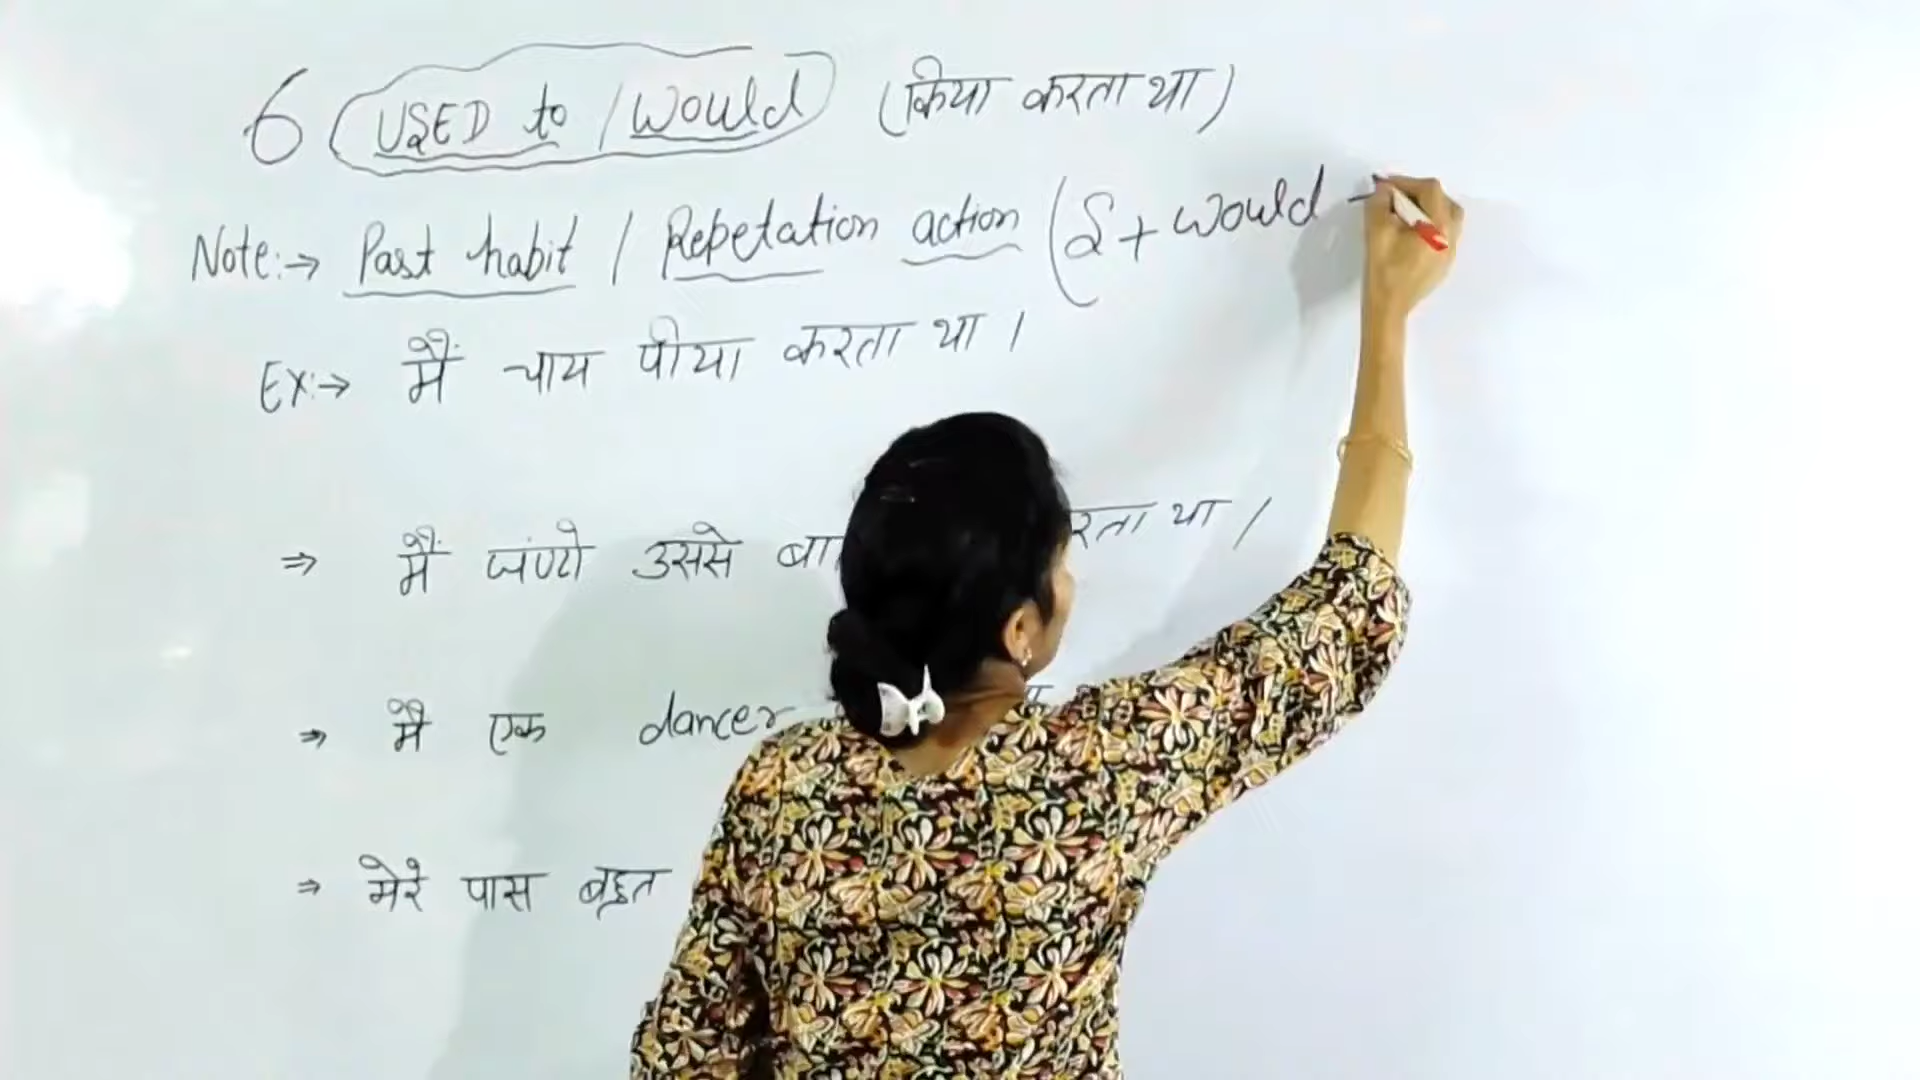 6 USED to / Would (किया करता था)
Note:→ Past habit / Repetation action (S + would
Ex:→ मैं चाय पीया करता था।
⇒ मैं घंण्टो उससे रता था।
⇒ मै एक dancer
⇒ मेरे पास बहुत